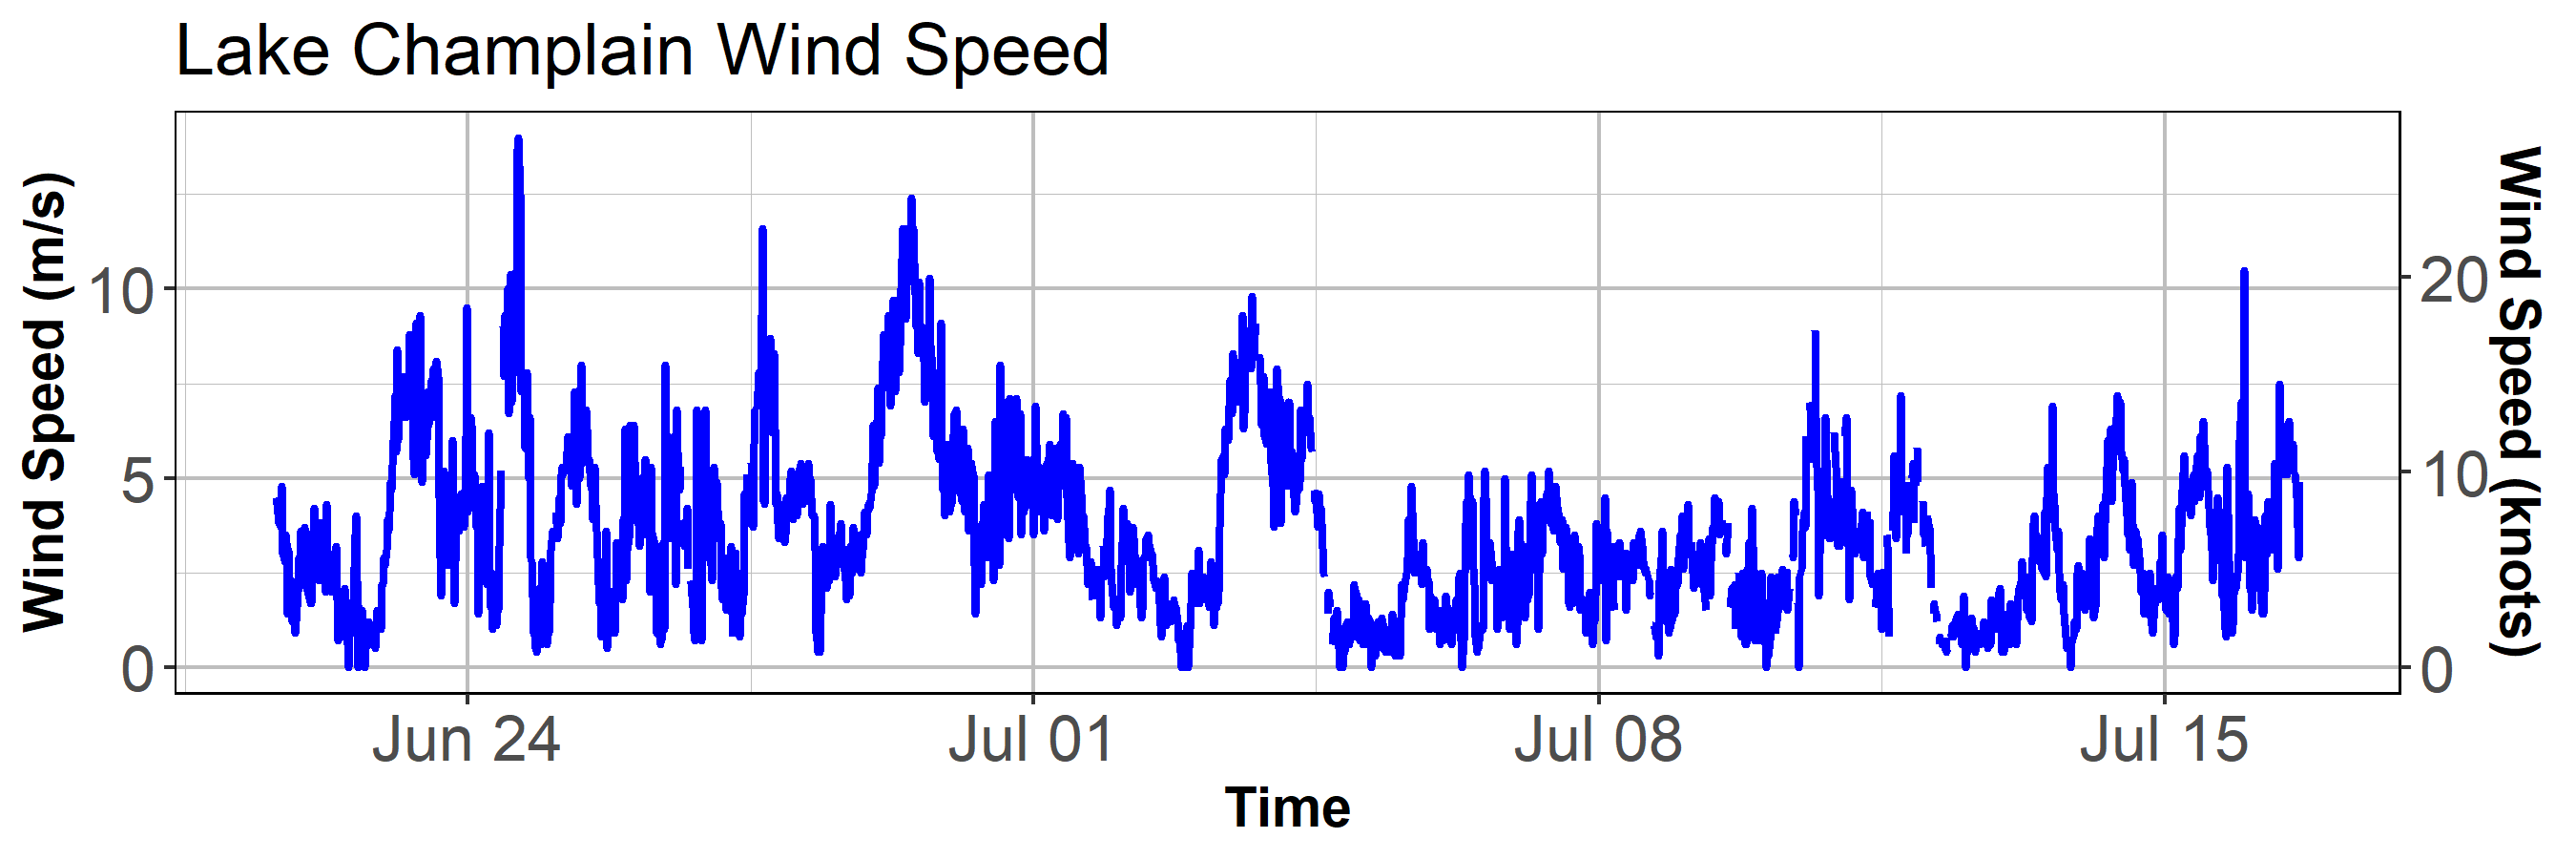 Lake Champlain Wind Speed
Wind Speed (m/s)
10
5
0
20
10
0
Wind Speed (knots)
Jun 24
Jul 01
Jul 08
Jul 15
Time